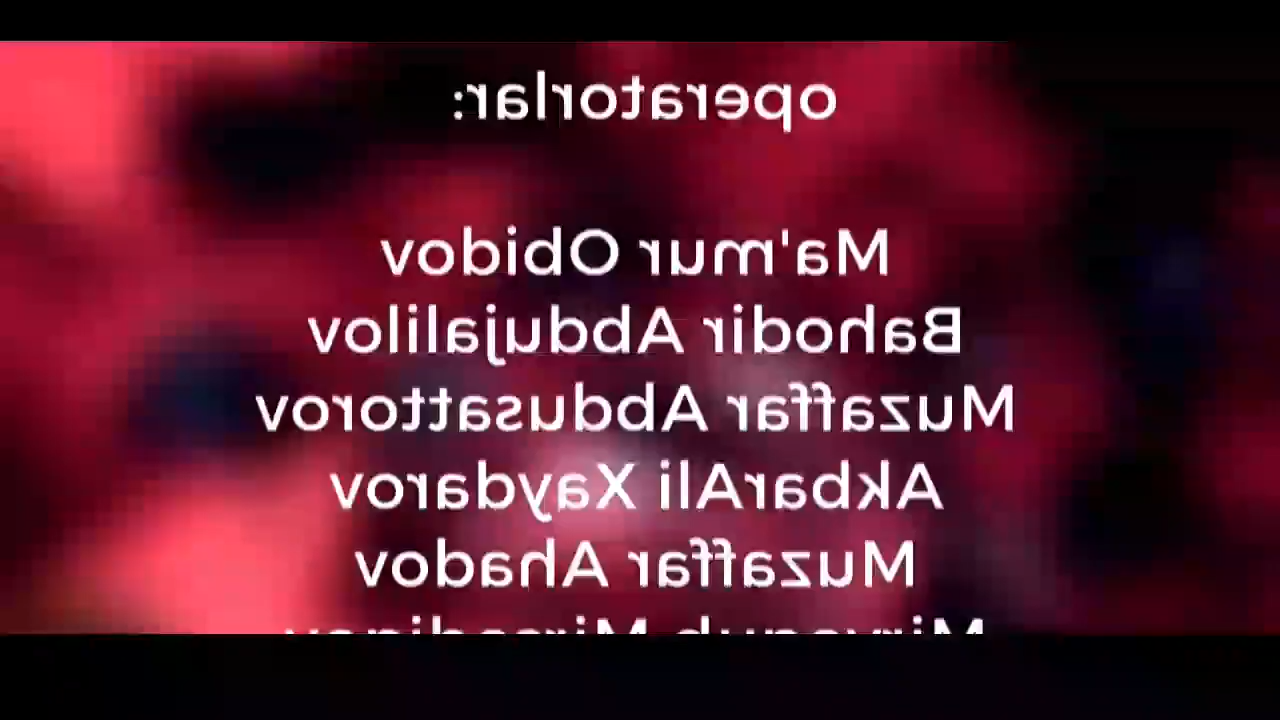 operatorlar:
Ma'mur Obidov
Bahodir Abdujalilov
Muzaffar Abdusattorov
AkbarAli Xaydarov
Muzaffar Ahadov